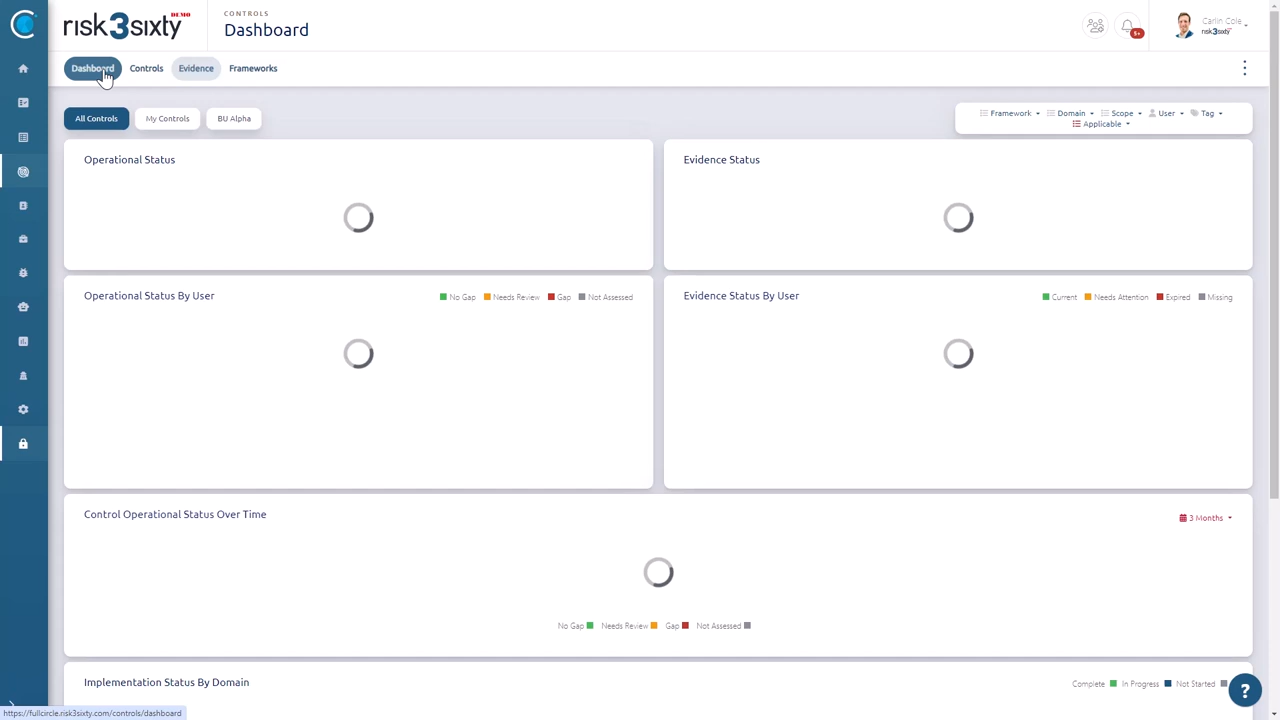 risk3sixty DEMO
CONTROLS
Dashboard
5+
Carlin Cole
risk3sixty
Dashboard Controls Evidence Frameworks
All Controls My Controls BU Alpha
Framework Domain Scope User Tag
Applicable
Operational Status
Evidence Status
Operational Status By User
No Gap Needs Review Gap Not Assessed
Evidence Status By User
Current Needs Attention Expired Missing
Control Operational Status Over Time
3 Months
No Gap Needs Review Gap Not Assessed
Implementation Status By Domain
Complete In Progress Not Started
?
https://fullcircle.risk3sixty.com/controls/dashboard